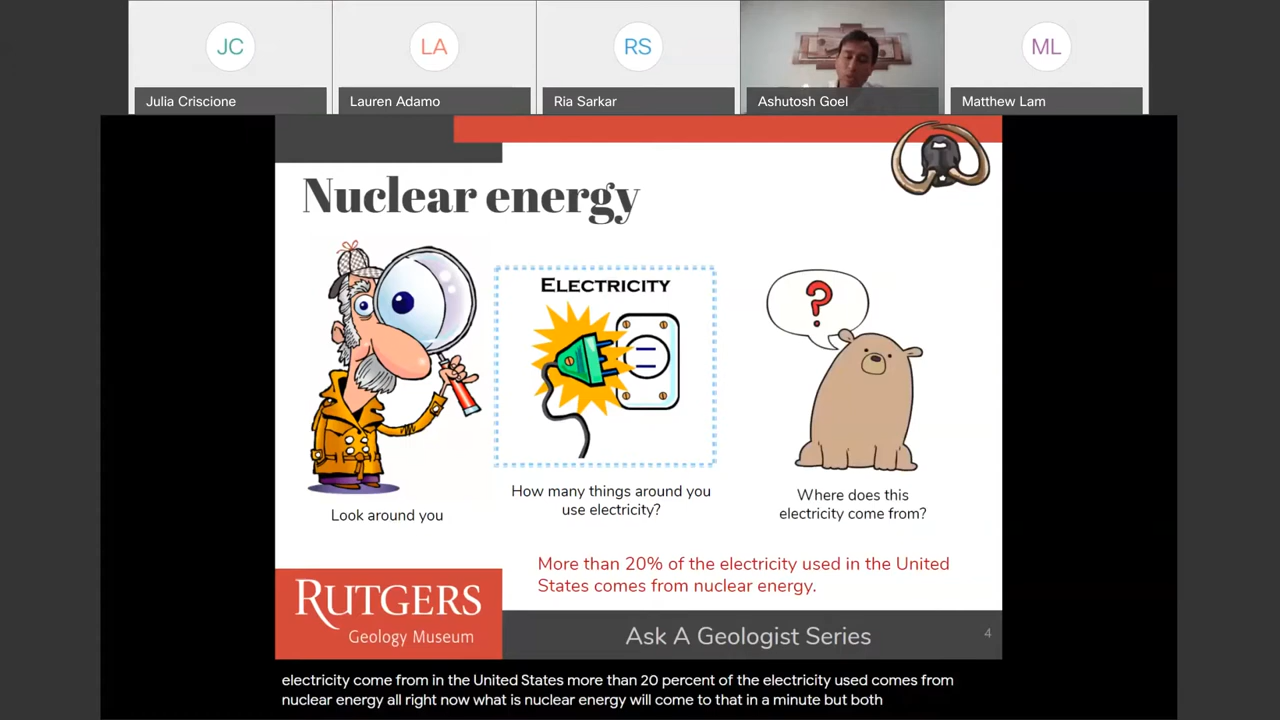 JC
LA
RS
ML
Julia Criscione
Lauren Adamo
Ria Sarkar
Ashutosh Goel
Matthew Lam
Nuclear energy
ELECTRICITY
?
How many things around you
use electricity?
Where does this
electricity come from?
Look around you
More than 20% of the electricity used in the United
States comes from nuclear energy.
RUTGERS
Geology Museum
Ask A Geologist Series
4
electricity come from in the United States more than 20 percent of the electricity used comes from
nuclear energy all right now what is nuclear energy will come to that in a minute but both